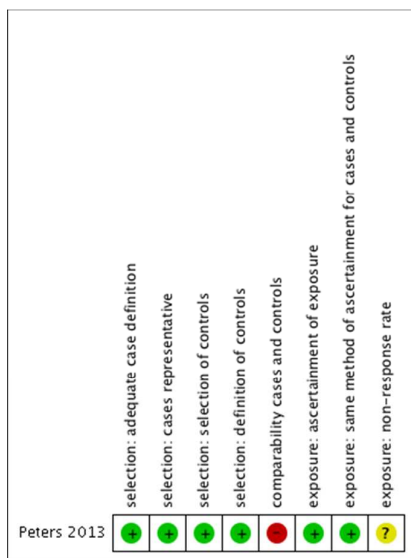 selection: adequate case definition
selection: cases representative
selection: selection of controls
selection: definition of controls
comparability cases and controls
exposure: ascertainment of exposure
exposure: same method of ascertainment for cases and controls
exposure: non-response rate
Peters 2013 + + + + - + + ?